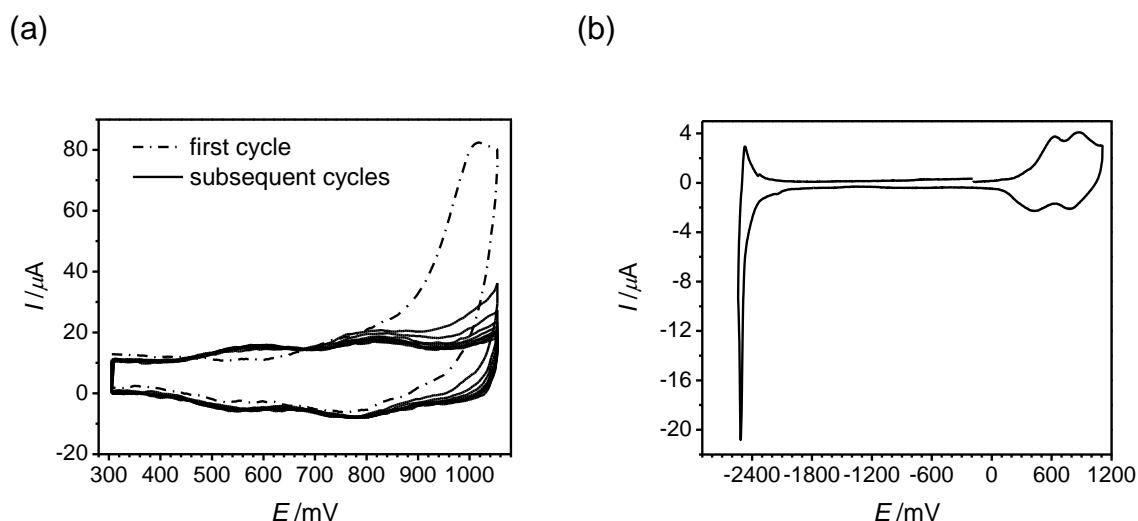 (a)
(b)
first cycle
subsequent cycles
80
60
40
20
0
-20
I /μA
300 400 500 600 700 800 900 1000
E /mV
4
0
-4
-8
-12
-16
-20
I /μA
-2400 -1800 -1200 -600 0 600 1200
E /mV